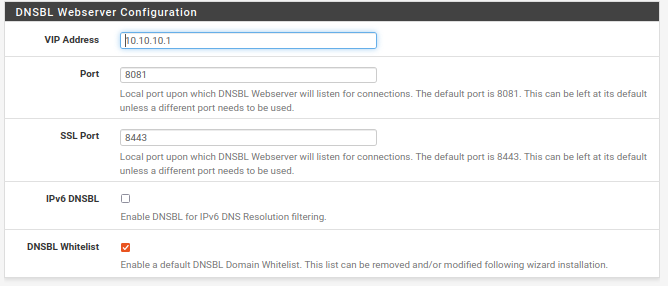 DNSBL Webserver Configuration
VIP Address
10.10.10.1
Port
8081
Local port upon which DNSBL Webserver will listen for connections. The default port is 8081. This can be left at its default
unless a different port needs to be used.
SSL Port
8443
Local port upon which DNSBL Webserver will listen for connections. The default port is 8443. This can be left at its default
unless a different port needs to be used.
IPv6 DNSBL
Enable DNSBL for IPv6 DNS Resolution filtering.
DNSBL Whitelist
Enable a default DNSBL Domain Whitelist. This list can be removed and/or modified following wizard installation.